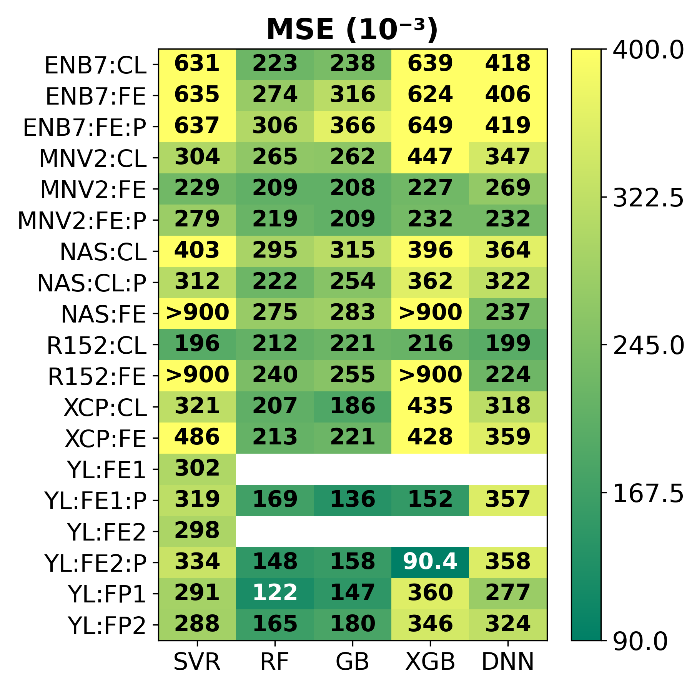 MSE (10⁻³)
ENB7:CL 631 223 238 639 418
ENB7:FE 635 274 316 624 406
ENB7:FE:P 637 306 366 649 419
MNV2:CL 304 265 262 447 347
MNV2:FE 229 209 208 227 269
MNV2:FE:P 279 219 209 232 232
NAS:CL 403 295 315 396 364
NAS:CL:P 312 222 254 362 322
NAS:FE >900 275 283 >900 237
R152:CL 196 212 221 216 199
R152:FE >900 240 255 >900 224
XCP:CL 321 207 186 435 318
XCP:FE 486 213 221 428 359
YL:FE1 302
YL:FE1:P 319 169 136 152 357
YL:FE2 298
YL:FE2:P 334 148 158 90.4 358
YL:FP1 291 122 147 360 277
YL:FP2 288 165 180 346 324
SVR RF GB XGB DNN
400.0
322.5
245.0
167.5
90.0